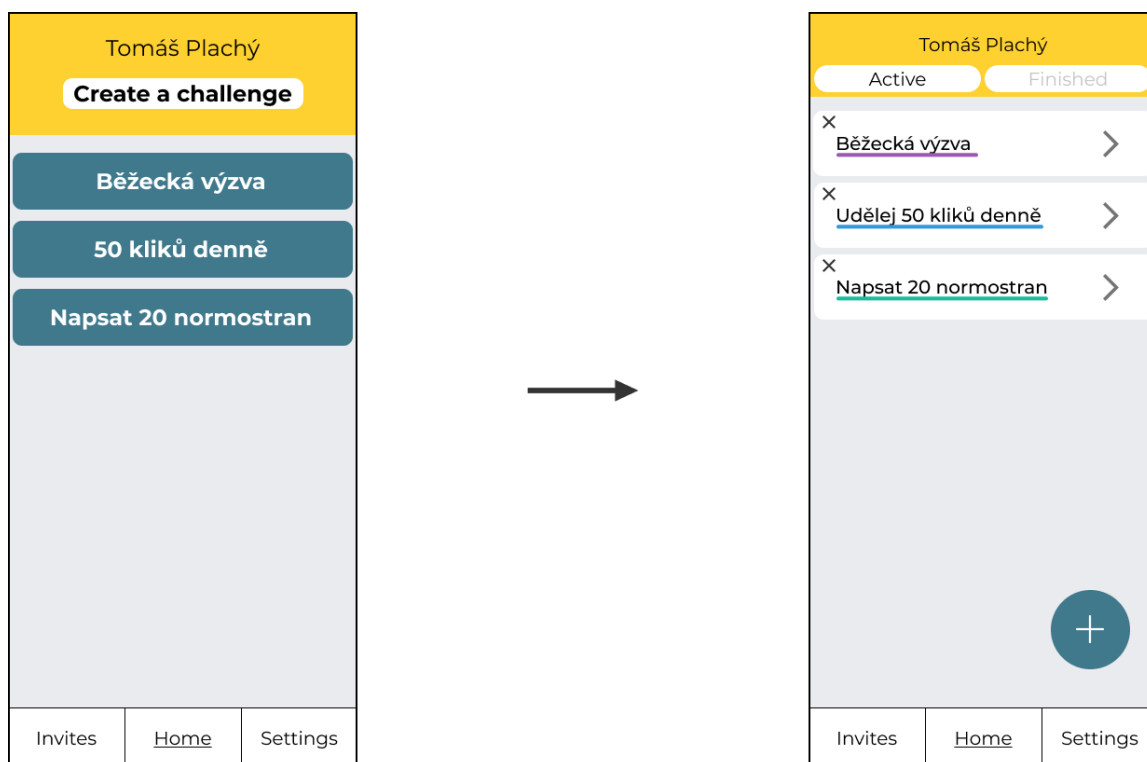 Tomáš Plachý
Create a challenge
Běžecká výzva
50 kliků denně
Napsat 20 normostran
Invites Home Settings
Tomáš Plachý
Active Finished
Běžecká výzva
Udělej 50 kliků denně
Napsat 20 normostran
Invites Home Settings